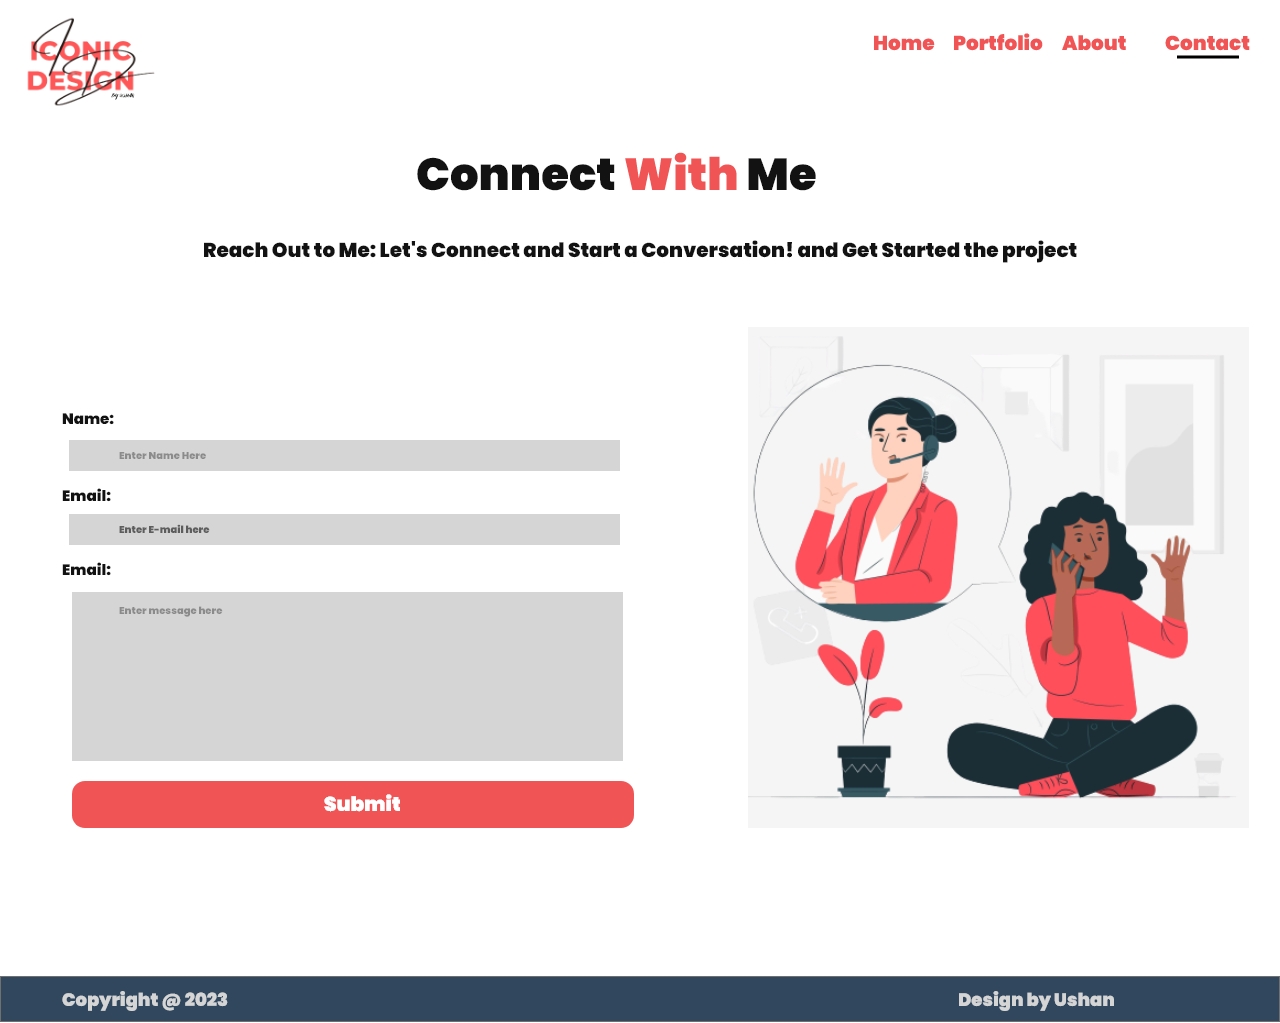 ICONIC
DESIGN
By Ushan
Home Portfolio About Contact
Connect With Me
Reach Out to Me: Let's Connect and Start a Conversation! and Get Started the project
Name:
Enter Name Here
Email:
Enter E-mail here
Email:
Enter message here
Submit
Copyright @ 2023
Design by Ushan